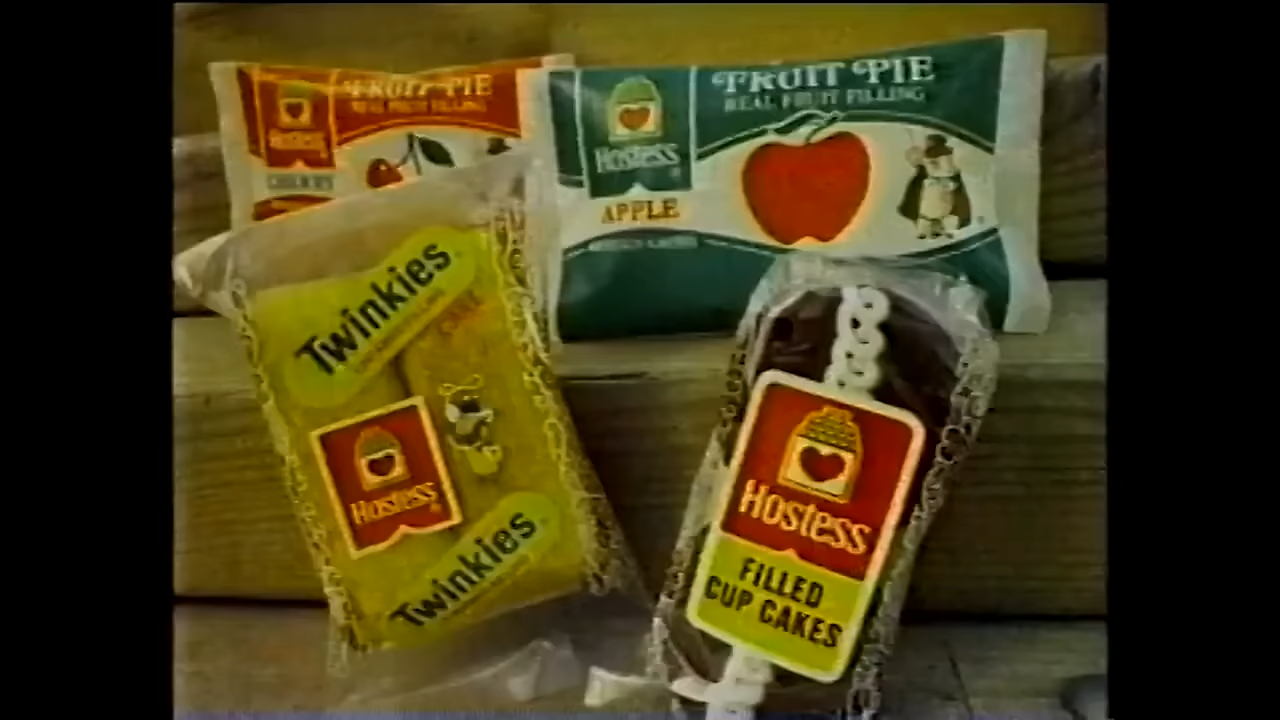 FRUIT PIE
REAL FRUIT FILLING
Hostess
CHERRY
FRUIT PIE
REAL FRUIT FILLING
Hostess
®
APPLE
Twinkies
CAKE
Hostess
®
Twinkies
Hostess
FILLED
CUP CAKES